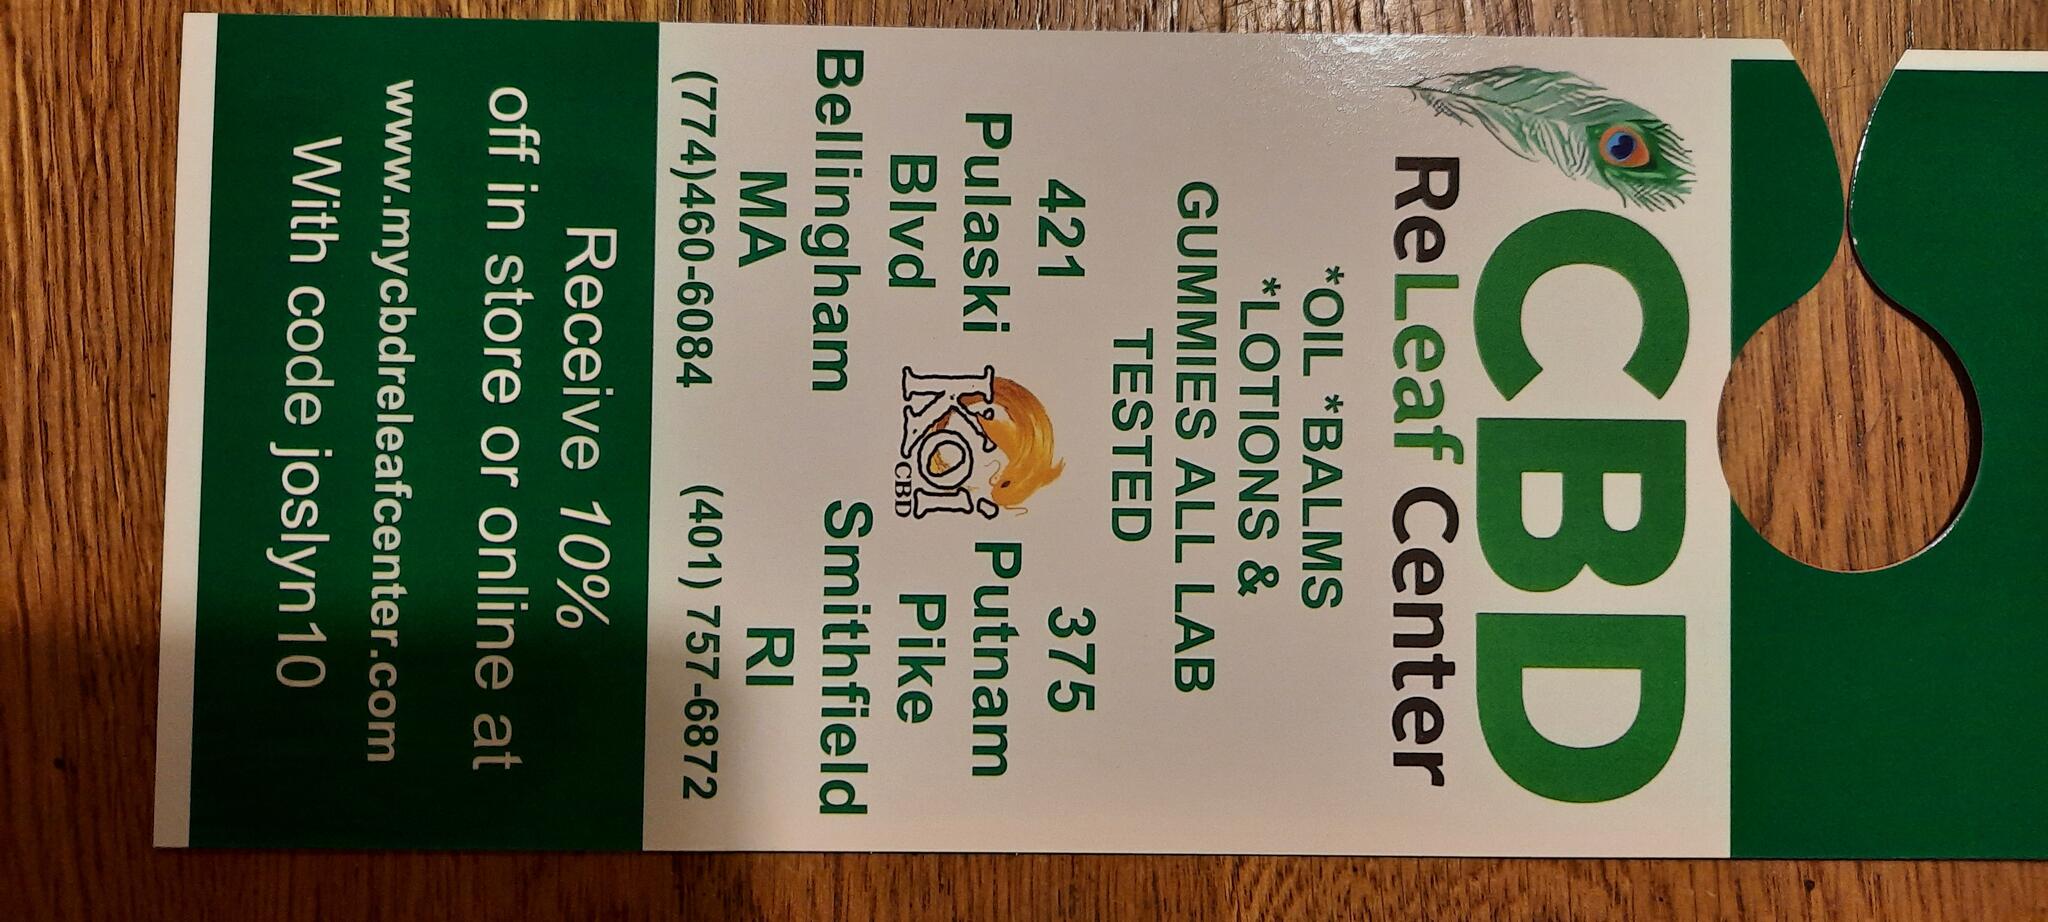 CBD
ReLeaf Center
*OIL *BALMS
*LOTIONS &
GUMMIES ALL LAB
TESTED
421
Pulaski
Blvd
Bellingham
MA
(774)460-6084
KOI
CBD
375
Putnam
Pike
Smithfield
RI
(401) 757-6872
Receive 10%
off in store or online at
www.mycbdreleafcenter.com
With code joslyn10